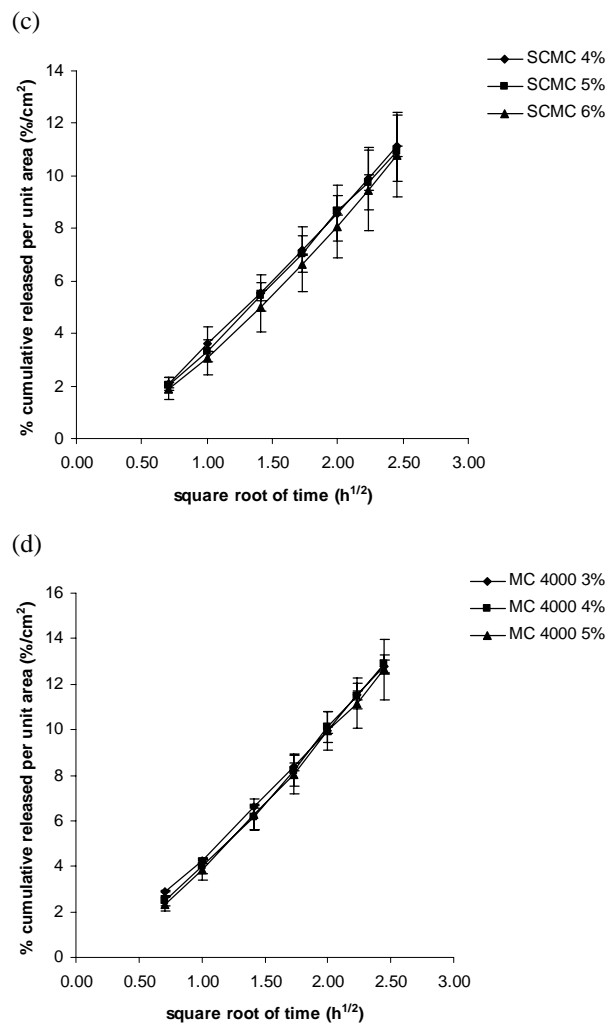 (c)
SCMC 4%
SCMC 5%
SCMC 6%
% cumulative released per unit area (%/cm²)
14
12
10
8
6
4
2
0
0.00 0.50 1.00 1.50 2.00 2.50 3.00
square root of time (h^1/2)
(d)
MC 4000 3%
MC 4000 4%
MC 4000 5%
% cumulative released per unit area (%/cm²)
16
14
12
10
8
6
4
2
0
0.00 0.50 1.00 1.50 2.00 2.50 3.00
square root of time (h^1/2)